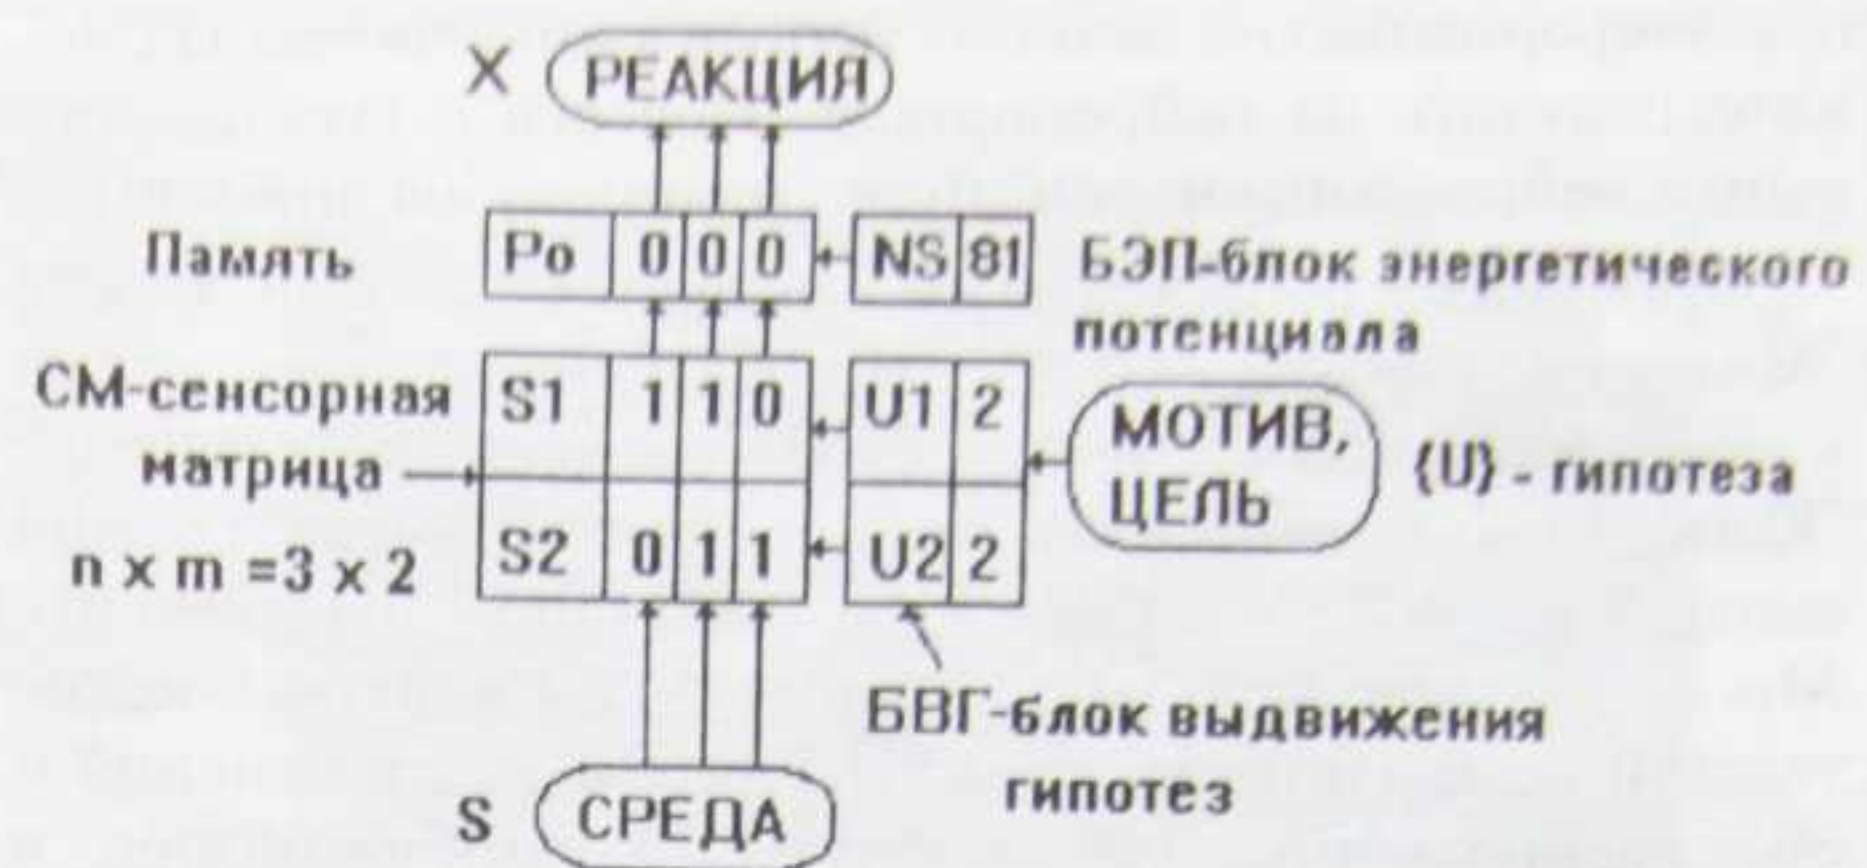 X РЕАКЦИЯ
Память Po 0 0 0 NS 81 БЭП-блок энергетического
потенциала
СМ-сенсорная
матрица
S1 1 1 0 U1 2
МОТИВ,
ЦЕЛЬ
{U} - гипотеза
n x m =3 x 2 S2 0 1 1 U2 2
БВГ-блок выдвижения
гипотез
S СРЕДА